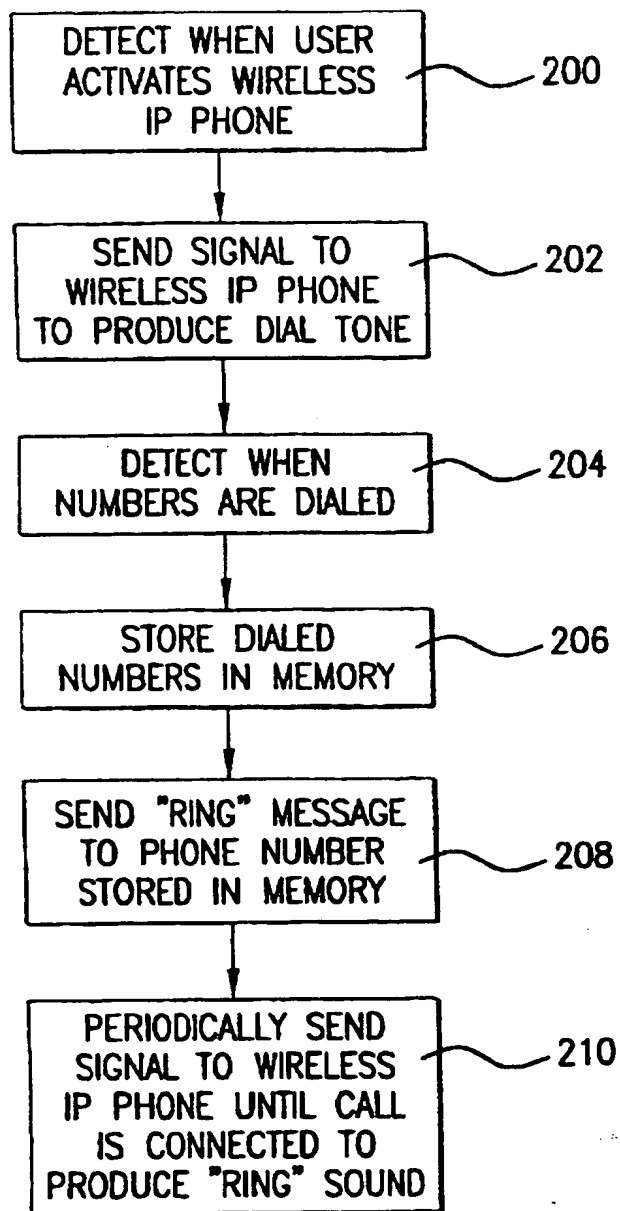 DETECT WHEN USER
ACTIVATES WIRELESS
IP PHONE
200
SEND SIGNAL TO
WIRELESS IP PHONE
TO PRODUCE DIAL TONE
202
DETECT WHEN
NUMBERS ARE DIALED
204
STORE DIALED
NUMBERS IN MEMORY
206
SEND "RING" MESSAGE
TO PHONE NUMBER
STORED IN MEMORY
208
PERIODICALLY SEND
SIGNAL TO WIRELESS
IP PHONE UNTIL CALL
IS CONNECTED TO
PRODUCE "RING" SOUND
210